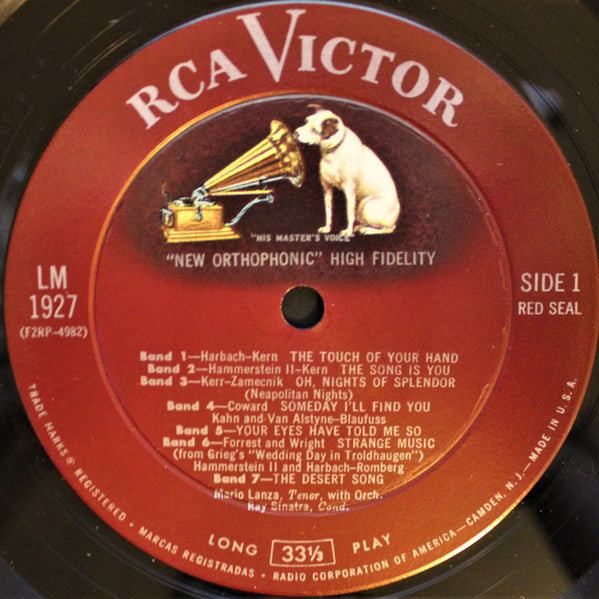 RCA VICTOR
"HIS MASTER'S VOICE"
"NEW ORTHOPHONIC" HIGH FIDELITY
LM
1927
(F2RP-4982)
SIDE 1
RED SEAL
Band 1—Harbach-Kern THE TOUCH OF YOUR HAND
Band 2—Hammerstein II-Kern THE SONG IS YOU
Band 3—Kerr-Zamecnik OH, NIGHTS OF SPLENDOR
(Neapolitan Nights)
Band 4—Coward SOMEDAY I'LL FIND YOU
Kahn and Van Alstyne-Blaufuss
Band 5—YOUR EYES HAVE TOLD ME SO
Band 6—Forrest and Wright STRANGE MUSIC
(from Grieg's "Wedding Day in Troldhaugen")
Hammerstein II and Harbach-Romberg
Band 7—THE DESERT SONG
Mario Lanza, Tenor, with Orch.
Ray Sinatra, Cond.
LONG 33⅓ PLAY
TRADE MARKS ® REGISTERED • MARCAS REGISTRADAS • RADIO CORPORATION OF AMERICA—CAMDEN, N. J.—MADE IN U.S.A.